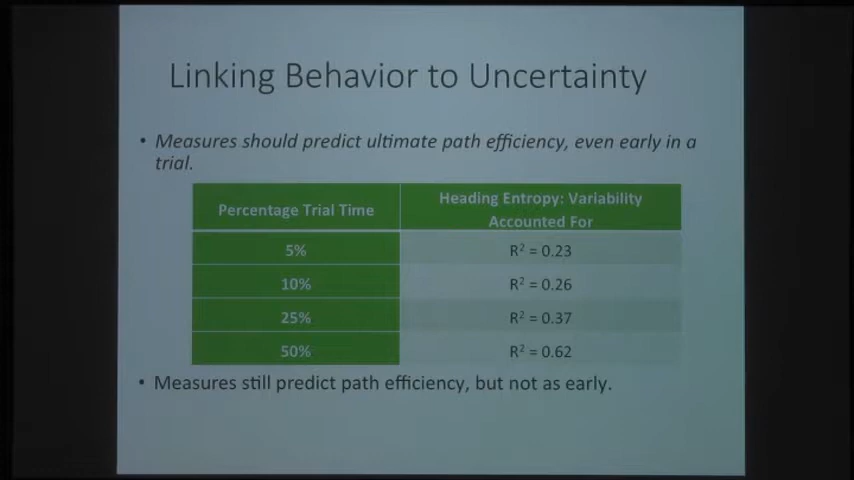 Linking Behavior to Uncertainty
• Measures should predict ultimate path efficiency, even early in a
trial.
Percentage Trial Time
Heading Entropy: Variability
Accounted For
5%
R² = 0.23
10%
R² = 0.26
25%
R² = 0.37
50%
R² = 0.62
• Measures still predict path efficiency, but not as early.